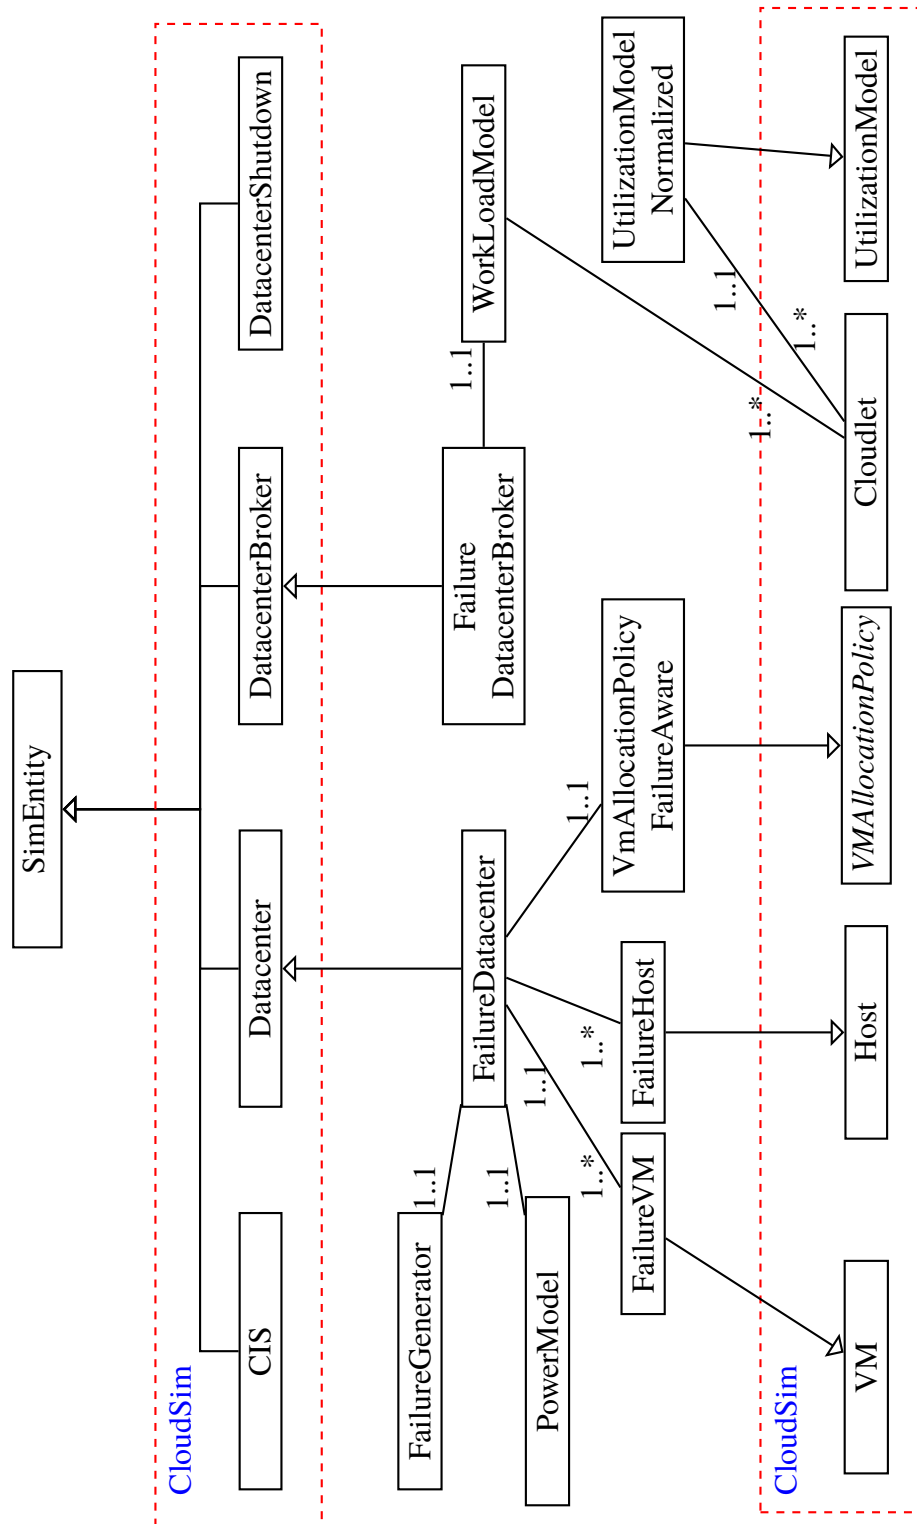 SimEntity
CloudSim
CIS
Datacenter
DatacenterBroker
DatacenterShutdown
FailureGenerator
1..1
FailureDatacenter
Failure
DatacenterBroker
1..1
WorkLoadModel
PowerModel
1..1
1..1
1..*
1..*
1..1
FailureVM
FailureHost
VmAllocationPolicy
FailureAware
UtilizationModel
Normalized
1..1
1..*
1..*
CloudSim
VM
Host
VMAllocationPolicy
Cloudlet
UtilizationModel